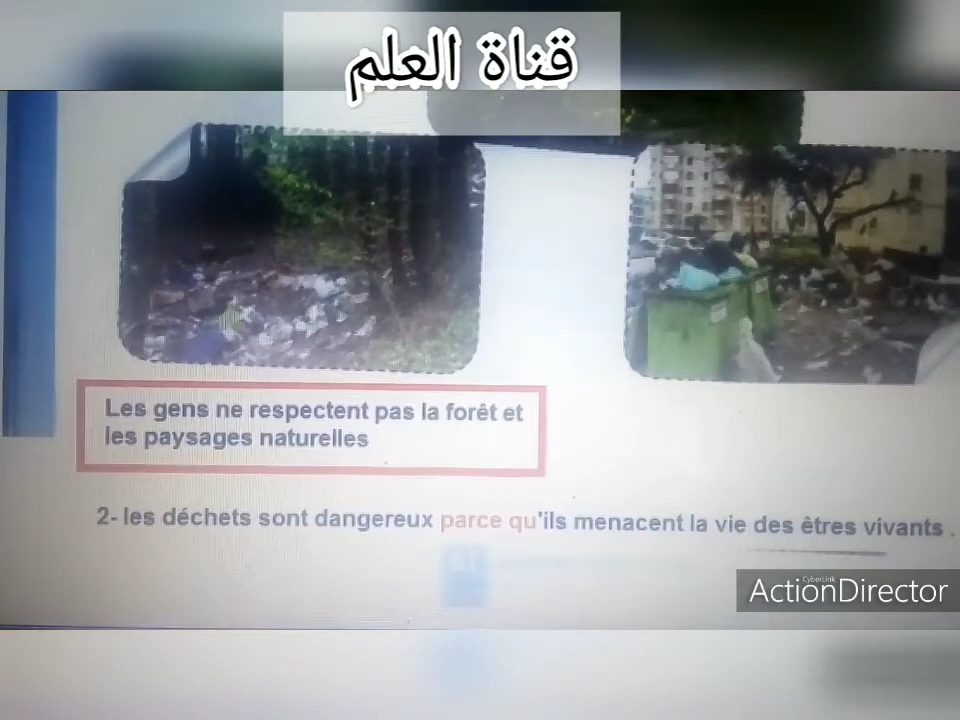 قناة العلم
Les gens ne respectent pas la forêt et
les paysages naturelles
2- les déchets sont dangereux parce qu'ils menacent la vie des êtres vivants .
CyberLink
ActionDirector